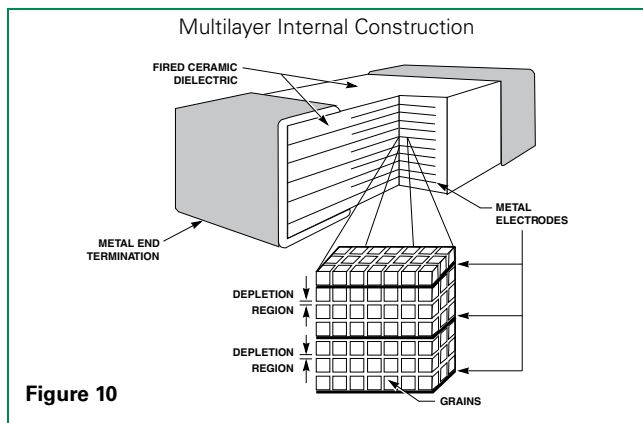 Multilayer Internal Construction
FIRED CERAMIC
DIELECTRIC
METAL
ELECTRODES
METAL END
TERMINATION
DEPLETION
REGION
DEPLETION
REGION
GRAINS
Figure 10